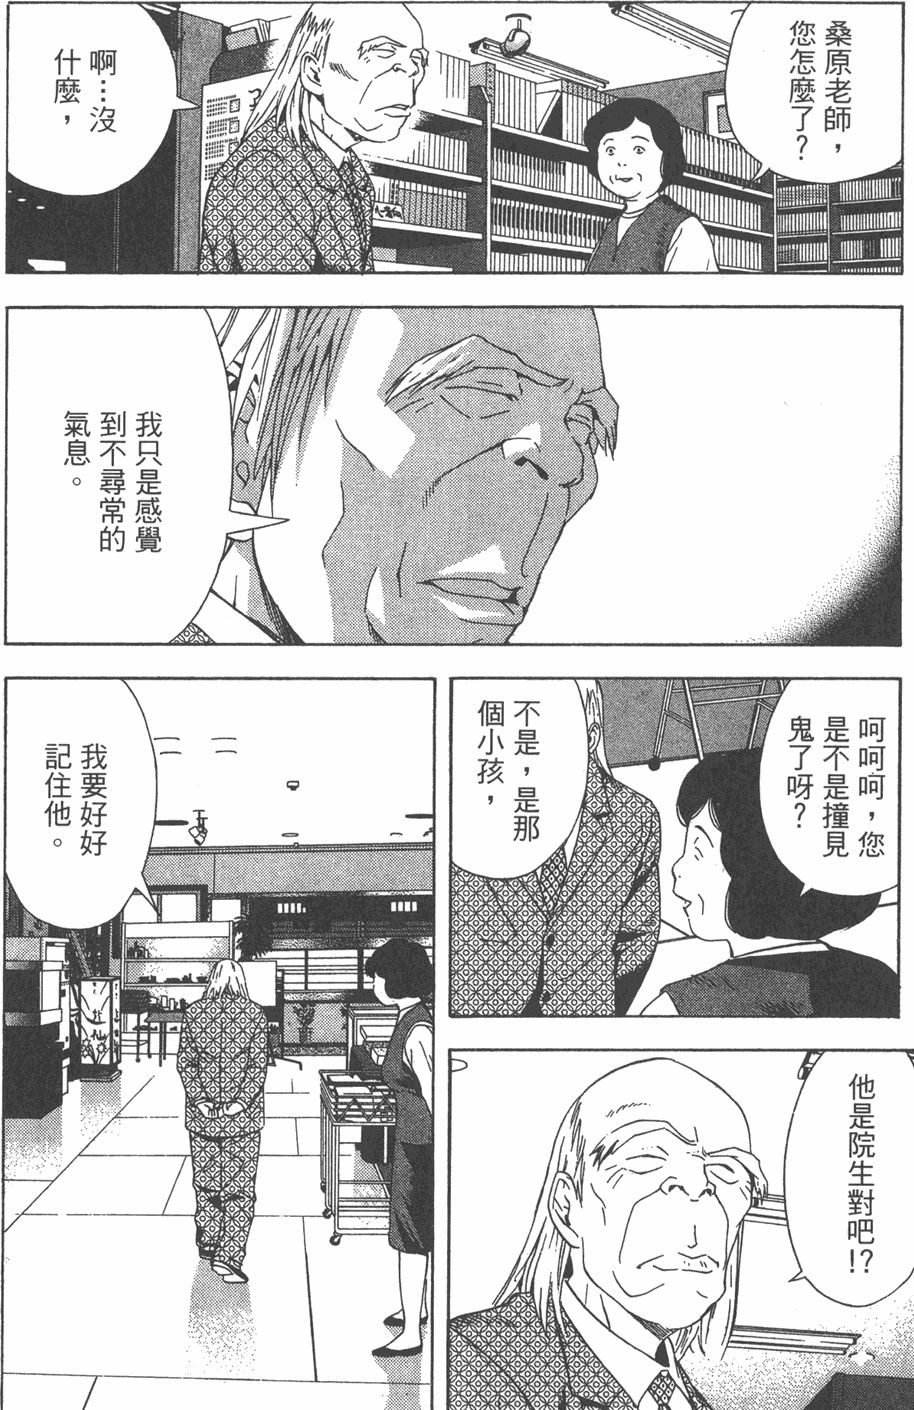 桑原老師，
您怎麼了？
啊…沒
什麼，
我只是感覺
到不尋常的
氣息。
呵呵呵，您
是不是撞見
鬼了呀？
不是，是那
個小孩，
他是院生對吧！？
我要好好
記住他。